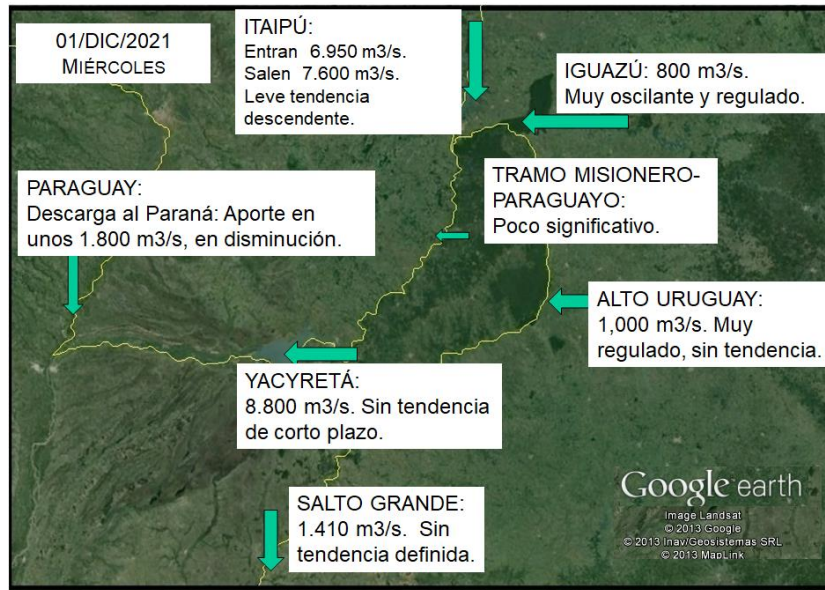 01/DIC/2021
MIÉRCOLES
ITAIPÚ:
Entran 6.950 m3/s.
Salen 7.600 m3/s.
Leve tendencia
descendente.
IGUAZÚ: 800 m3/s.
Muy oscilante y regulado.
PARAGUAY:
Descarga al Paraná: Aporte en
unos 1.800 m3/s, en disminución.
TRAMO MISIONERO-
PARAGUAYO:
Poco significativo.
ALTO URUGUAY:
1,000 m3/s. Muy
regulado, sin tendencia.
YACYRETÁ:
8.800 m3/s. Sin tendencia
de corto plazo.
SALTO GRANDE:
1.410 m3/s. Sin
tendencia definida.
Google earth
Image Landsat
© 2013 Google
© 2013 Inav/Geosistemas SRL
© 2013 MapLink